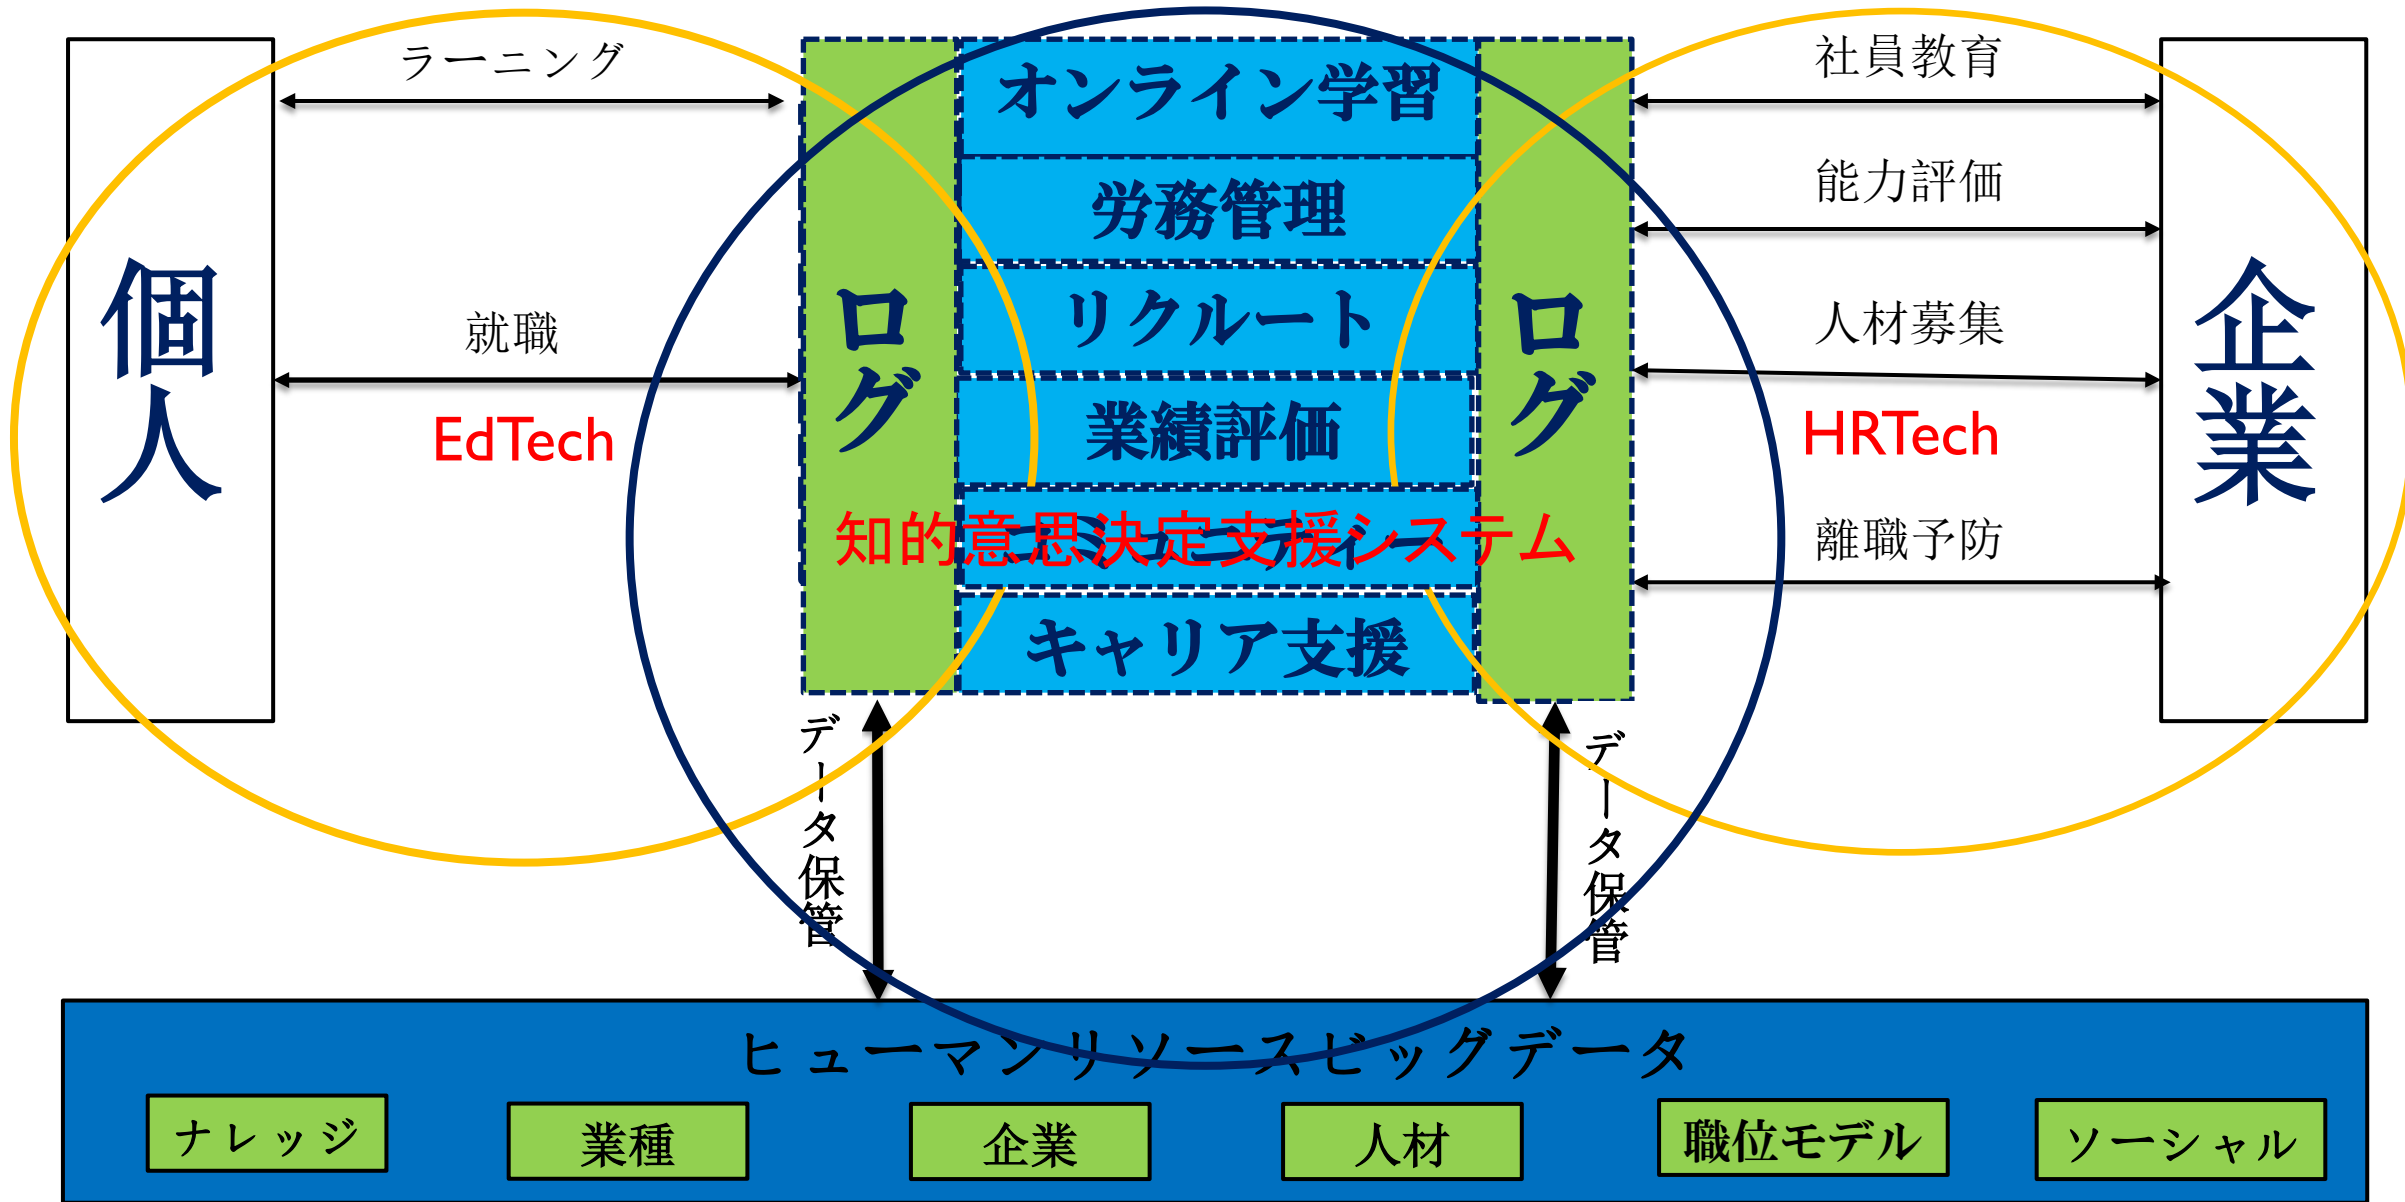 ラーニング
社員教育
オンライン学習
能力評価
労務管理
個人
企業
ログ
ログ
リクルート
就職
人材募集
業績評価
EdTech
HRTech
知的意思決定支援システム
離職予防
キャリア支援
データ保管
データ保管
ヒューマンリソースビッグデータ
ナレッジ
業種
企業
人材
職位モデル
ソーシャル